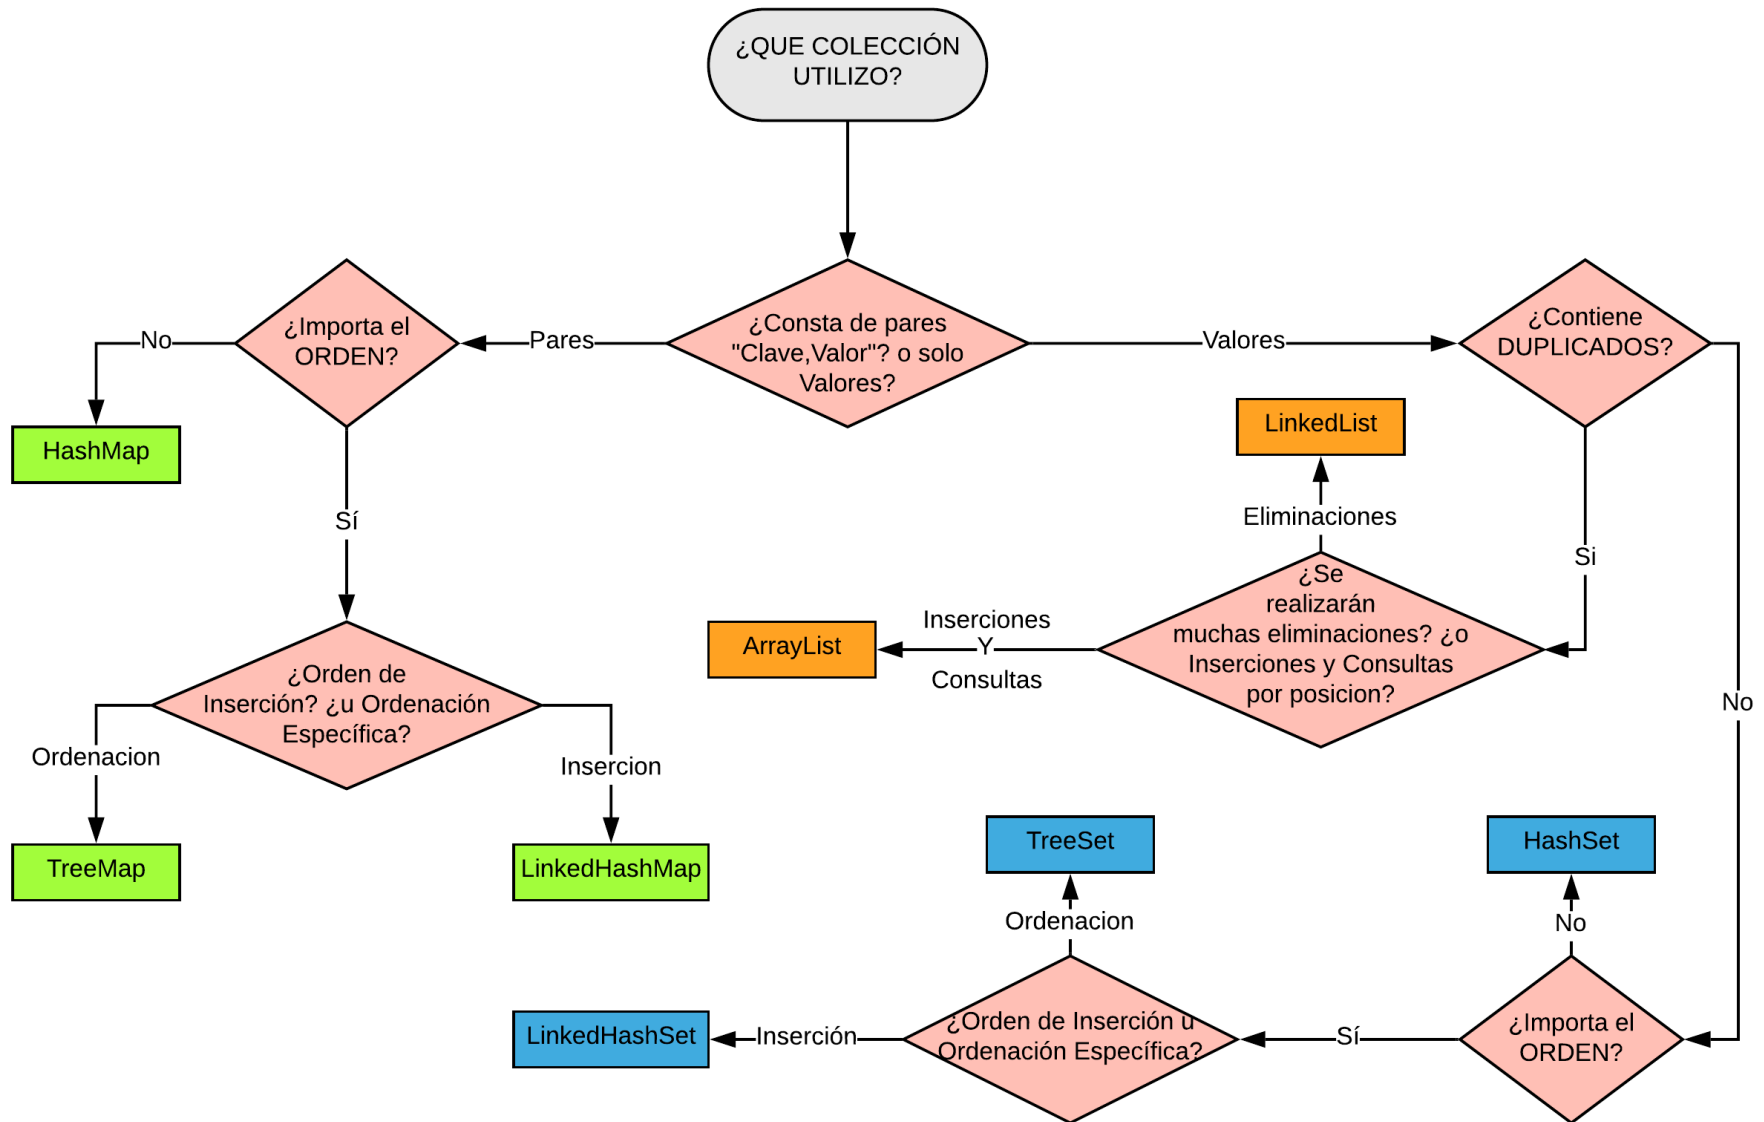 ¿QUE COLECCIÓN
UTILIZO?
¿Importa el
ORDEN?
No
Pares
¿Consta de pares
"Clave,Valor"? o solo
Valores?
Valores
¿Contiene
DUPLICADOS?
HashMap
LinkedList
Sí
Eliminaciones
Si
¿Se
realizarán
muchas eliminaciones? ¿o
Inserciones y Consultas
por posicion?
Inserciones
Y
Consultas
ArrayList
No
¿Orden de
Inserción? ¿u Ordenación
Específica?
Ordenacion
Insercion
TreeMap
LinkedHashMap
TreeSet
HashSet
Ordenacion
No
LinkedHashSet
Inserción
¿Orden de Inserción u
Ordenación Específica?
Sí
¿Importa el
ORDEN?